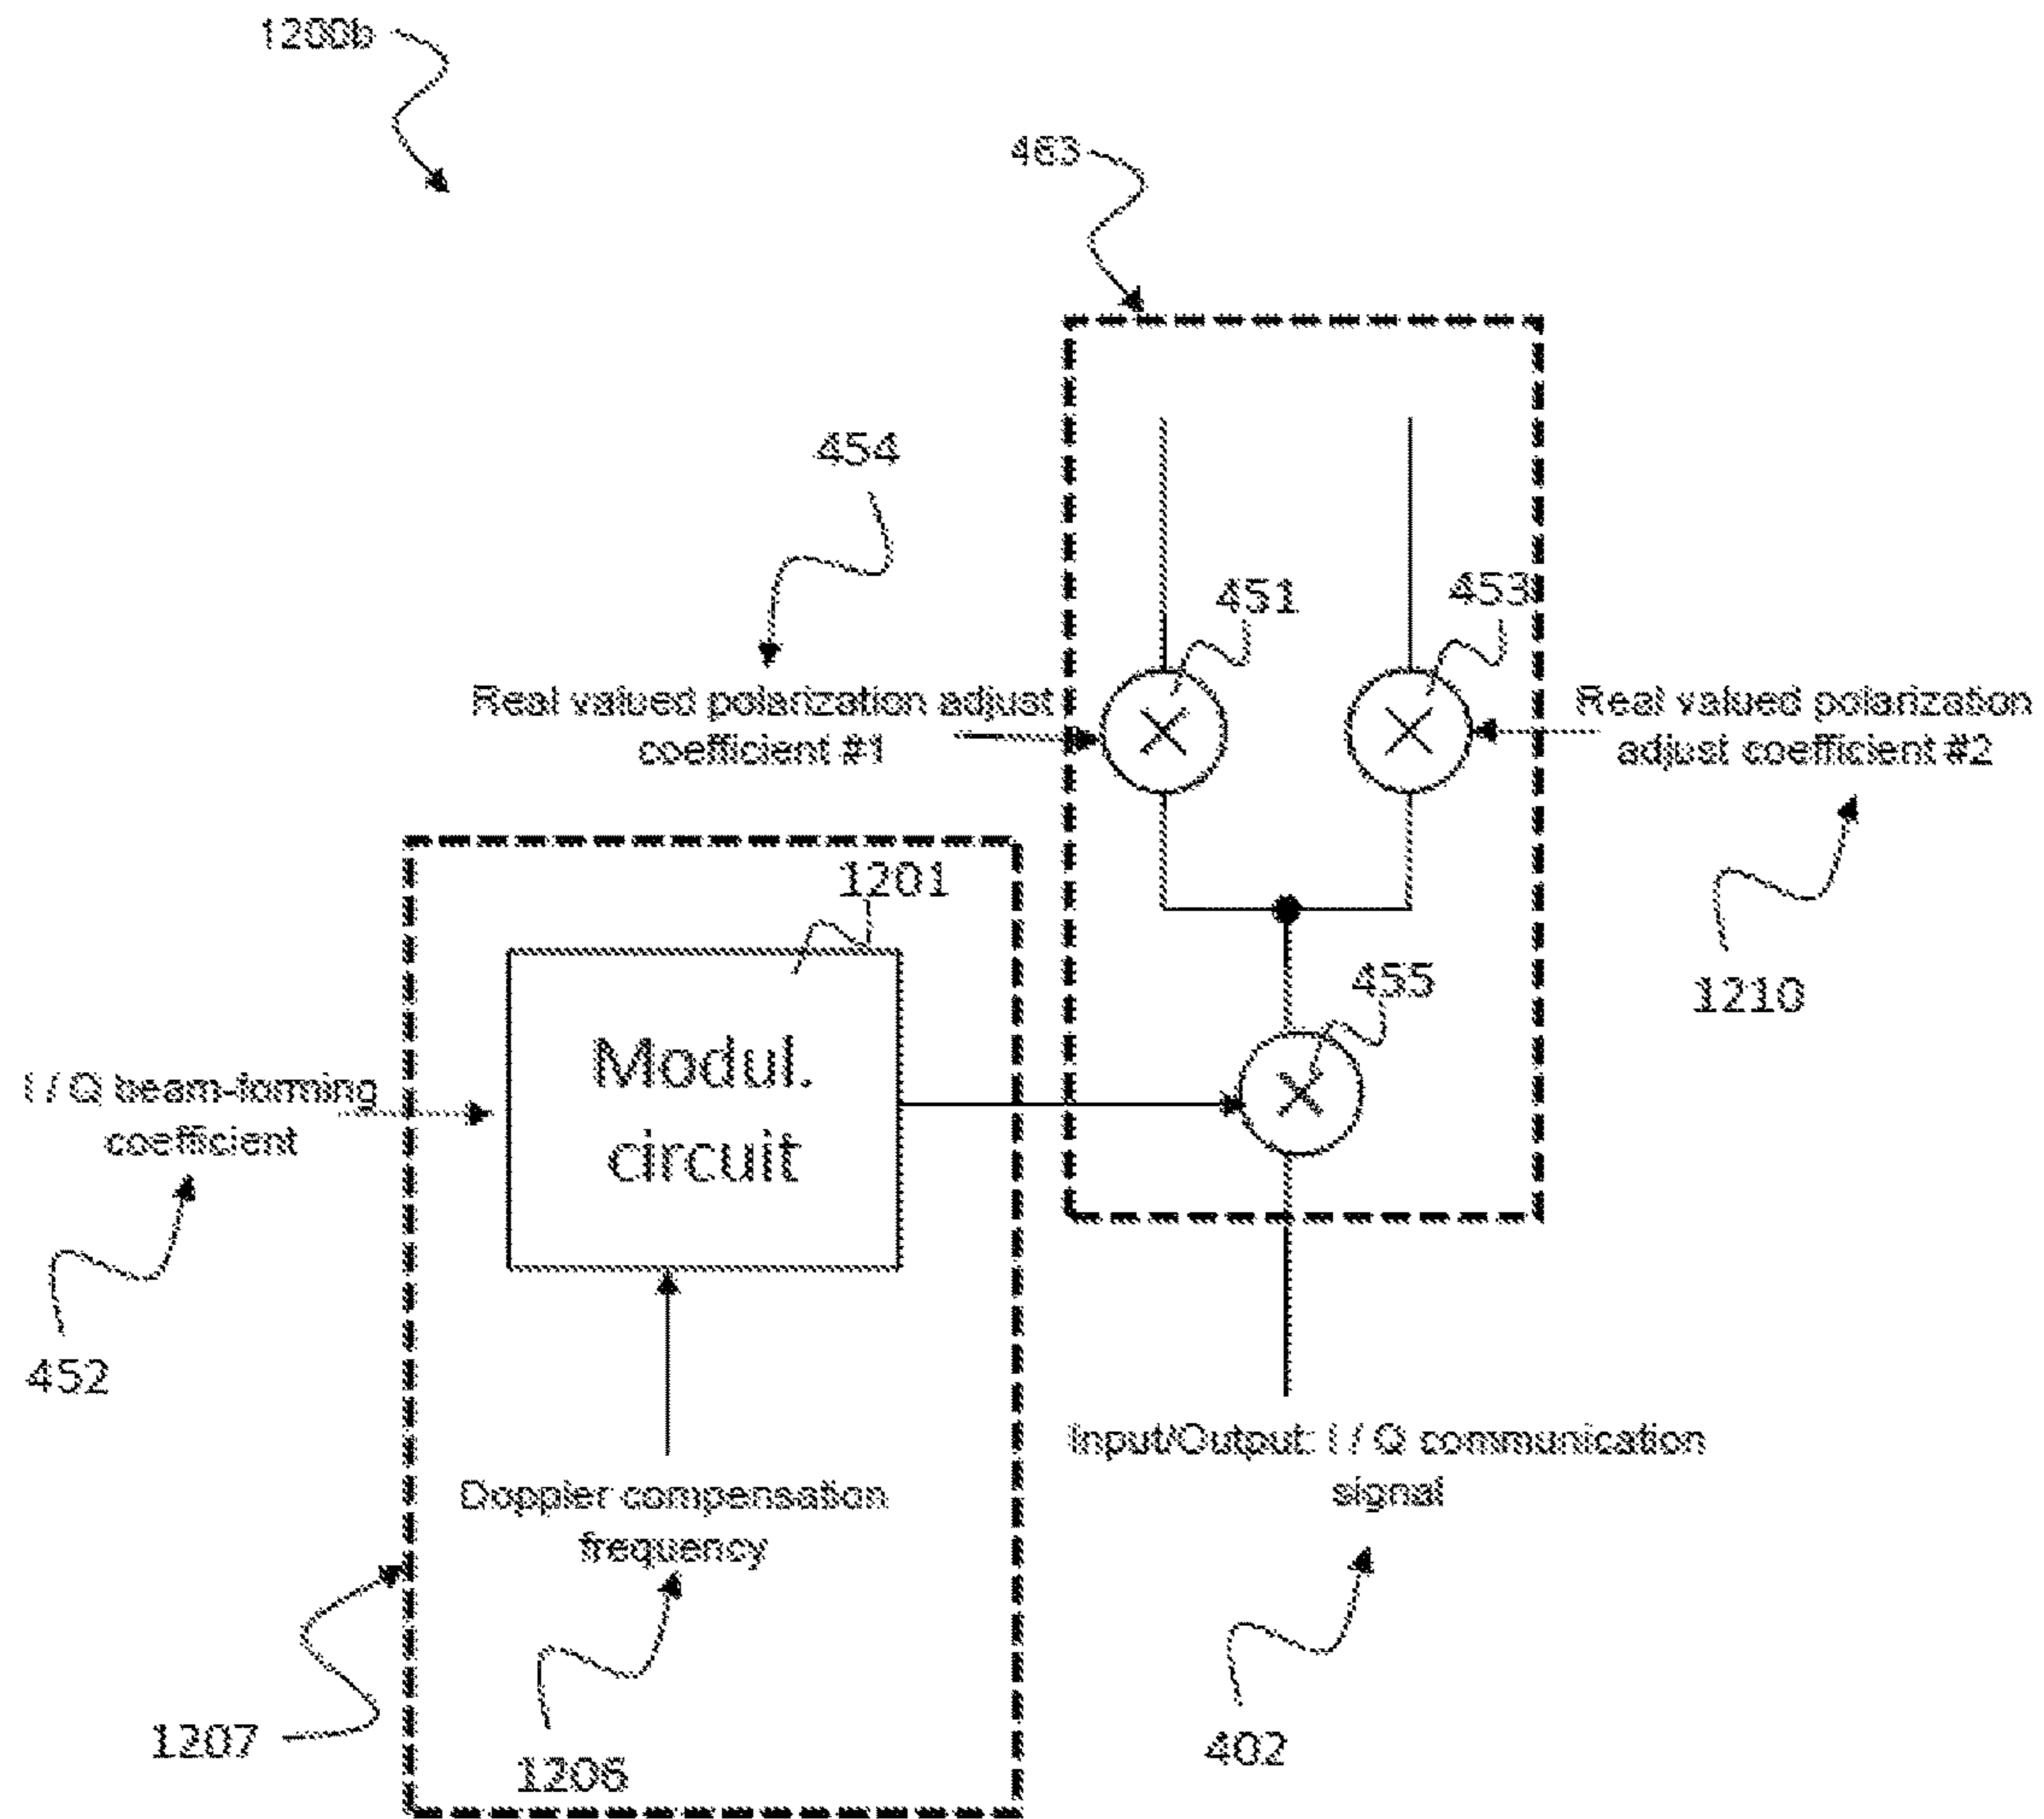 1200b
463
454
451
453
Real valued polarization adjust
coefficient #1
Real valued polarization
adjust coefficient #2
1201
Modul.
circuit
455
1210
I / Q beam-forming
coefficient
452
Doppler compensation
frequency
Input/Output: I / Q communication
signal
1207
1206
402